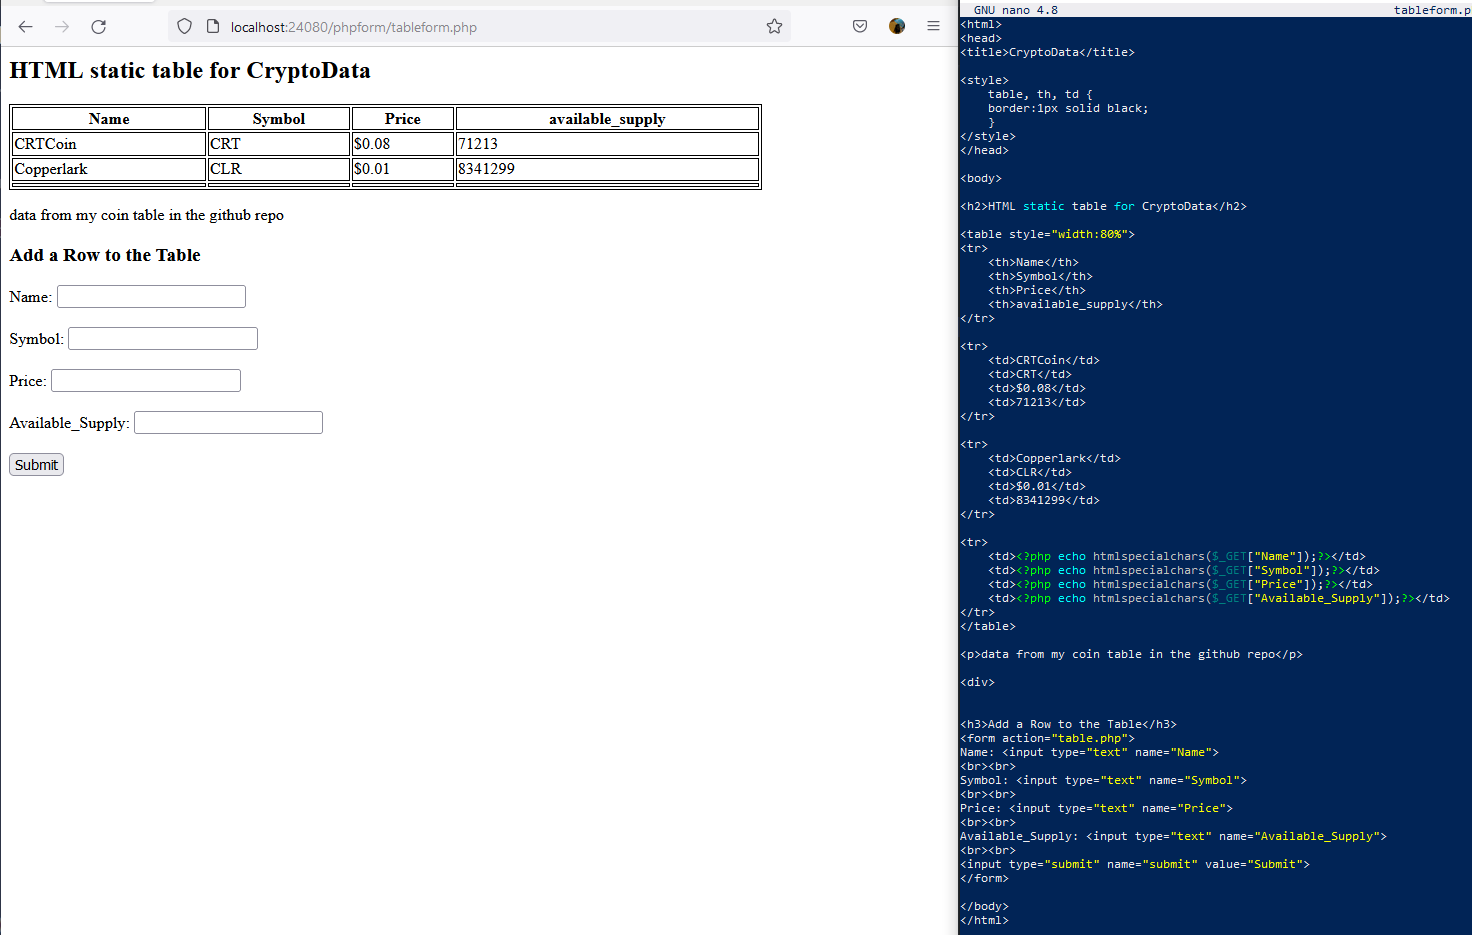 localhost:24080/phpform/tableform.php
HTML static table for CryptoData
Name Symbol Price available_supply
CRTCoin CRT $0.08 71213
Copperlark CLR $0.01 8341299
data from my coin table in the github repo
Add a Row to the Table
Name:
Symbol:
Price:
Available_Supply:
Submit
GNU nano 4.8 tableform.p
<html>
<head>
<title>CryptoData</title>
<style>
table, th, td {
border:1px solid black;
}
</style>
</head>
<body>
<h2>HTML static table for CryptoData</h2>
<table style="width:80%">
<tr>
<th>Name</th>
<th>Symbol</th>
<th>Price</th>
<th>available_supply</th>
</tr>
<tr>
<td>CRTCoin</td>
<td>CRT</td>
<td>$0.08</td>
<td>71213</td>
</tr>
<tr>
<td>Copperlark</td>
<td>CLR</td>
<td>$0.01</td>
<td>8341299</td>
</tr>
<tr>
<td><?php echo htmlspecialchars($_GET["Name"]);?></td>
<td><?php echo htmlspecialchars($_GET["Symbol"]);?></td>
<td><?php echo htmlspecialchars($_GET["Price"]);?></td>
<td><?php echo htmlspecialchars($_GET["Available_Supply"]);?></td>
</tr>
</table>
<p>data from my coin table in the github repo</p>
<div>
<h3>Add a Row to the Table</h3>
<form action="table.php">
Name: <input type="text" name="Name">
<br><br>
Symbol: <input type="text" name="Symbol">
<br><br>
Price: <input type="text" name="Price">
<br><br>
Available_Supply: <input type="text" name="Available_Supply">
<br><br>
<input type="submit" name="submit" value="Submit">
</form>
</body>
</html>